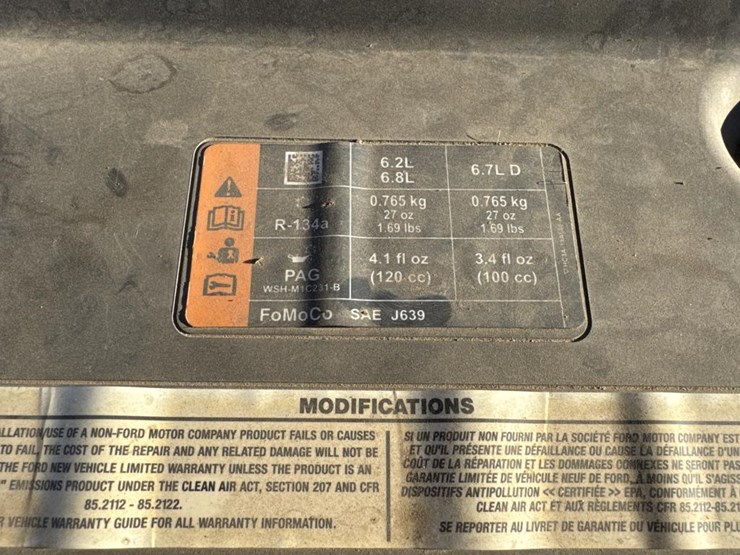 6.2L
6.8L
6.7L D
R-134a
0.765 kg
27 oz
1.69 lbs
0.765 kg
27 oz
1.69 lbs
PAG
WSH-M1C231-B
4.1 fl oz
(120 cc)
3.4 fl oz
(100 cc)
FoMoCo SAE J639
MODIFICATIONS
USE OF A NON-FORD MOTOR COMPANY PRODUCT FAILS OR CAUSES
TO FAIL, THE COST OF THE REPAIR AND ANY RELATED DAMAGE WILL NOT BE
THE FORD NEW VEHICLE LIMITED WARRANTY UNLESS THE PRODUCT IS AN
" EMISSIONS PRODUCT UNDER THE CLEAN AIR ACT, SECTION 207 AND CFR
85.2112 - 85.2122.
VEHICLE WARRANTY GUIDE FOR ALL WARRANTY INFORMATION.
SI UN PRODUIT NON FOURNI PAR LA SOCIÉTÉ FORD MOTOR COMPANY EST
ET QU'IL PRÉSENTE UNE DÉFAILLANCE OU CAUSE LA DÉFAILLANCE D'UN
COÛT DE LA RÉPARATION ET LES DOMMAGES CONNEXES NE SERONT PAS
GARANTIE LIMITÉE DE VÉHICULE NEUF DE FORD, À MOINS QU'IL S'AGISS
DISPOSITIFS ANTIPOLLUTION << CERTIFIÉE >> EPA, CONFORMÉMENT À
CLEAN AIR ACT ET AUX RÈGLEMENTS CFR 85.2112-85.21
SE REPORTER AU LIVRET DE GARANTIE DU VÉHICULE POUR PLU